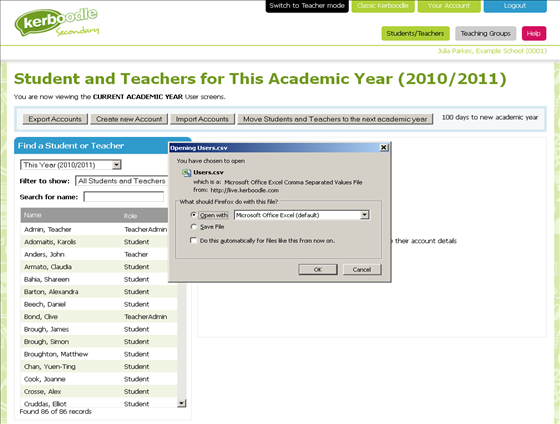 kerboodle
Secondary
Switch to Teacher mode
Classic Kerboodle
Your Account
Logout
Students/Teachers
Teaching Groups
Help
Julia Parkes, Example School (0001)
Student and Teachers for This Academic Year (2010/2011)
You are now viewing the CURRENT ACADEMIC YEAR User screens.
Export Accounts
Create new Account
Import Accounts
Move Students and Teachers to the next academic year
100 days to new academic year
Find a Student or Teacher
This Year (2010/2011)
Filter to show: All Students and Teachers
Search for name:
Name Role
Admin, Teacher TeacherAdmin
Adomaitis, Karolis Student
Anders, John Teacher
Armato, Claudia Student
Bahia, Shareen Student
Barton, Alexandra Student
Beech, Daniel Student
Bond, Clive TeacherAdmin
Brough, James Student
Brough, Simon Student
Broughton, Matthew Student
Chan, Yuen-Ting Student
Cook, Joanne Student
Crosse, Alex Student
Cruddas, Elliot Student
Found 86 of 86 records
Opening Users.csv
You have chosen to open
Users.csv
which is a: Microsoft Office Excel Comma Separated Values File
from: http://live.kerboodle.com
What should Firefox do with this file?
Open with Microsoft Office Excel (default)
Save File
Do this automatically for files like this from now on.
OK
Cancel
their account details